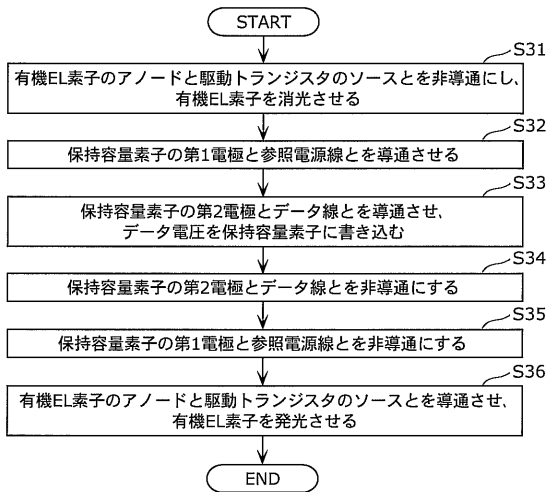 START
S31
有機EL素子のアノードと駆動トランジスタのソースとを非導通にし、
有機EL素子を消光させる
S32
保持容量素子の第1電極と参照電源線とを導通させる
S33
保持容量素子の第2電極とデータ線とを導通させ、
データ電圧を保持容量素子に書き込む
S34
保持容量素子の第2電極とデータ線とを非導通にする
S35
保持容量素子の第1電極と参照電源線とを非導通にする
S36
有機EL素子のアノードと駆動トランジスタのソースとを導通させ、
有機EL素子を発光させる
END